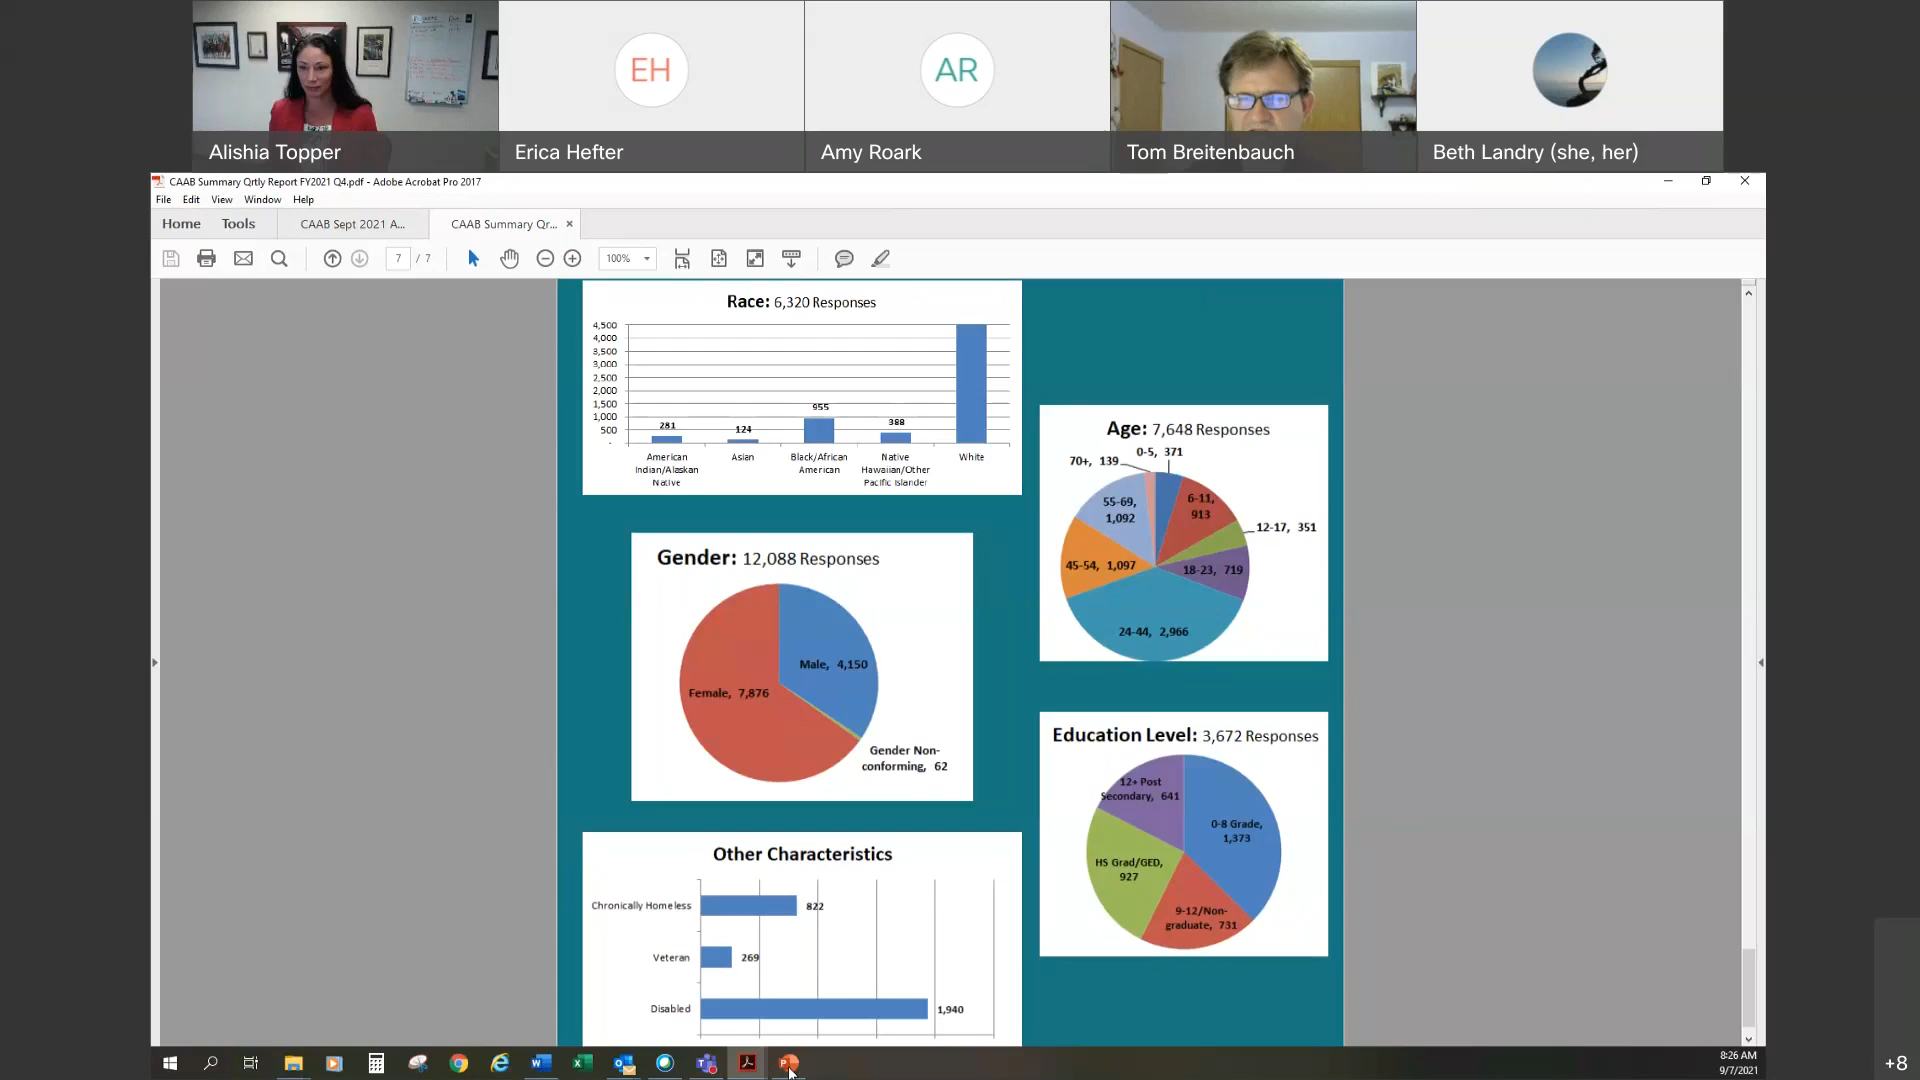 EH
AR
Alishia Topper
Erica Hefter
Amy Roark
Tom Breitenbauch
Beth Landry (she, her)
CAAB Summary Qrtly Report FY2021 Q4.pdf - Adobe Acrobat Pro 2017
File Edit View Window Help
Home Tools CAAB Sept 2021 A... CAAB Summary Qr... ×
7 / 7 100%
Race: 6,320 Responses
4,500
4,000
3,500
3,000
2,500
2,000
1,500
1,000
500
-
281
124
955
388
American Indian/Alaskan Native
Asian
Black/African American
Native Hawaiian/Other Pacific Islander
White
Age: 7,648 Responses
0-5, 371
70+, 139
6-11, 913
55-69, 1,092
12-17, 351
45-54, 1,097
18-23, 719
24-44, 2,966
Gender: 12,088 Responses
Male, 4,150
Female, 7,876
Gender Non-conforming, 62
Education Level: 3,672 Responses
12+ Post Secondary, 641
0-8 Grade, 1,373
HS Grad/GED, 927
9-12/Non-graduate, 731
Other Characteristics
Chronically Homeless 822
Veteran 269
Disabled 1,940
8:26 AM
9/7/2021
+8